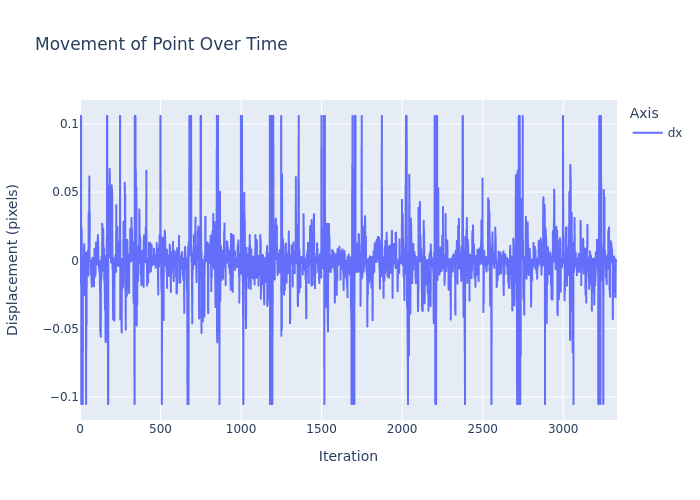 Movement of Point Over Time
Axis
dx
0.1
0.05
0
−0.05
−0.1
Displacement (pixels)
0 500 1000 1500 2000 2500 3000
Iteration